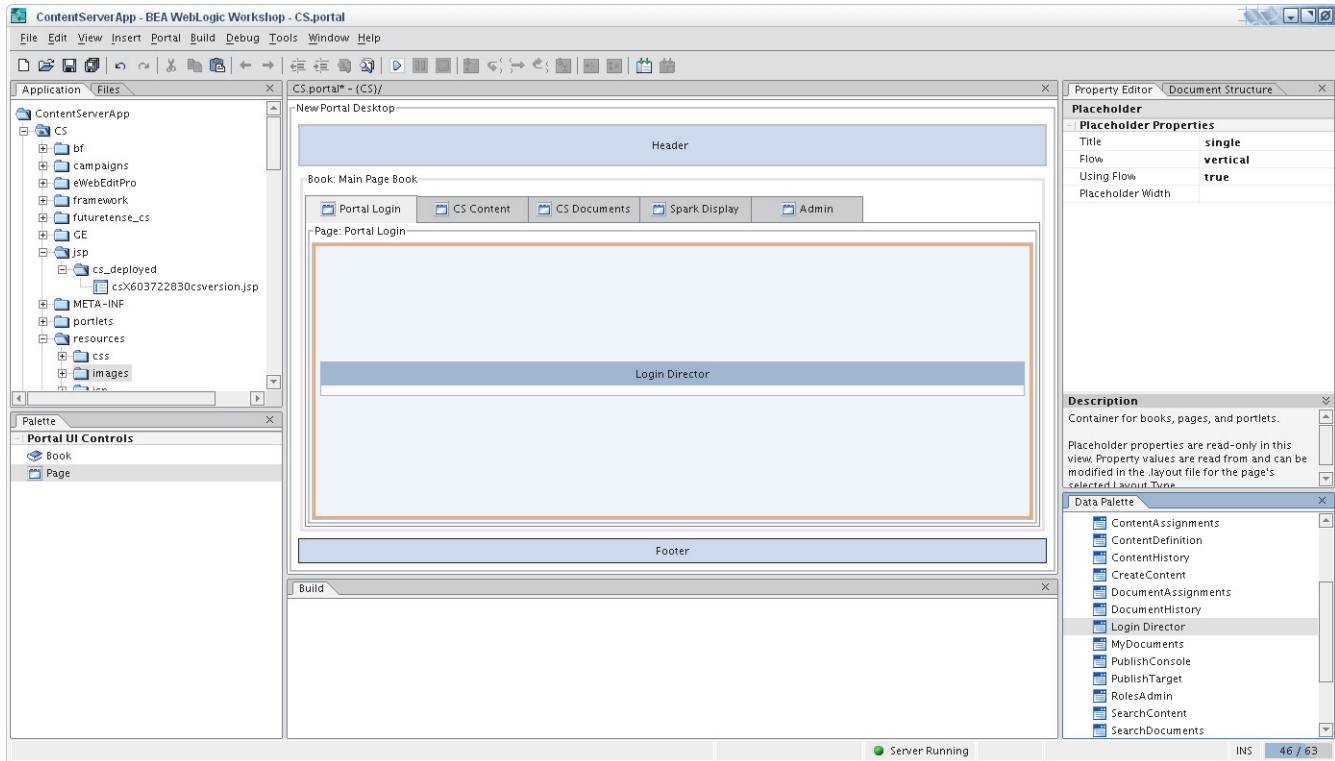 ContentServerApp - BEA WebLogic Workshop - CS.portal
File Edit View Insert Portal Build Debug Tools Window Help
Application Files
ContentServerApp
CS
bf
campaigns
eWebEditPro
framework
futuretense_cs
GE
jsp
cs_deployed
csX603722830csversion.jsp
META-INF
portlets
resources
css
images
jsp
Palette
Portal UI Controls
Book
Page
CS.portal* - {CS}/
New Portal Desktop
Header
Book: Main Page Book
Portal Login CS Content CS Documents Spark Display Admin
Page: Portal Login
Login Director
Footer
Build
Property Editor Document Structure
Placeholder
Placeholder Properties
Title single
Flow vertical
Using Flow true
Placeholder Width
Description
Container for books, pages, and portlets.
Placeholder properties are read-only in this
view. Property values are read from and can be
modified in the .layout file for the page's
selected Layout Type
Data Palette
ContentAssignments
ContentDefinition
ContentHistory
CreateContent
DocumentAssignments
DocumentHistory
Login Director
MyDocuments
PublishConsole
PublishTarget
RolesAdmin
SearchContent
SearchDocuments
Server Running
INS 46 / 63